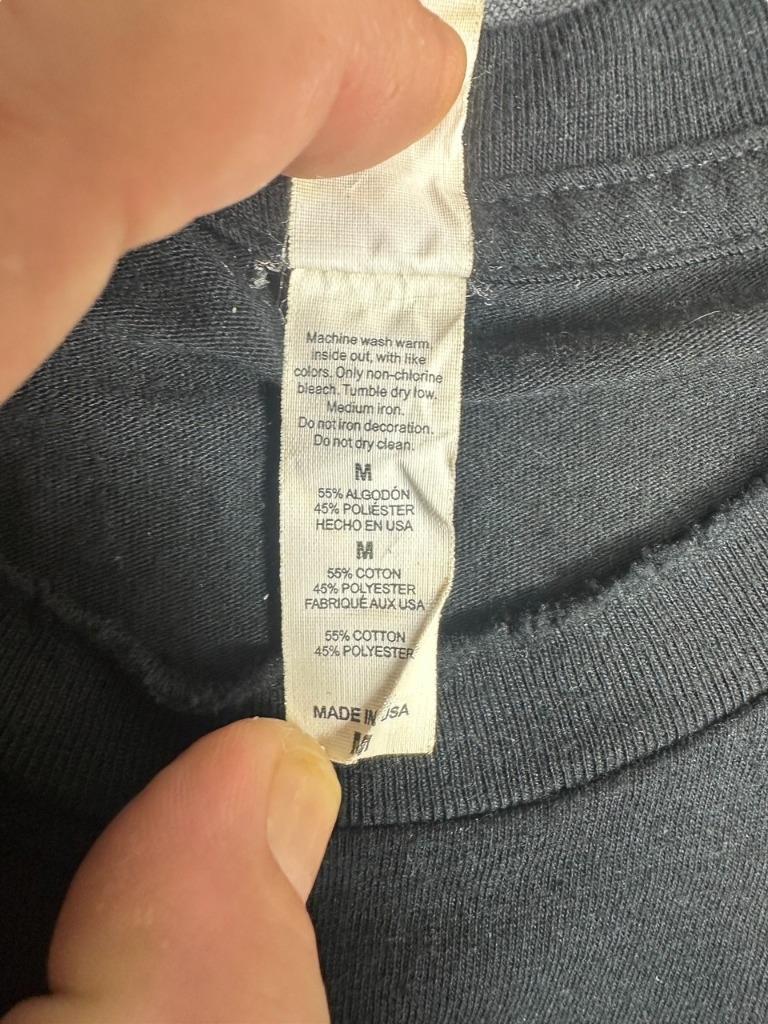 Machine wash warm,
inside out, with like
colors. Only non-chlorine
bleach. Tumble dry low.
Medium iron.
Do not iron decoration.
Do not dry clean.
M
55% ALGODÓN
45% POLIÉSTER
HECHO EN USA
M
55% COTON
45% POLYESTER
FABRIQUÉ AUX USA
55% COTTON
45% POLYESTER
MADE IN USA
M